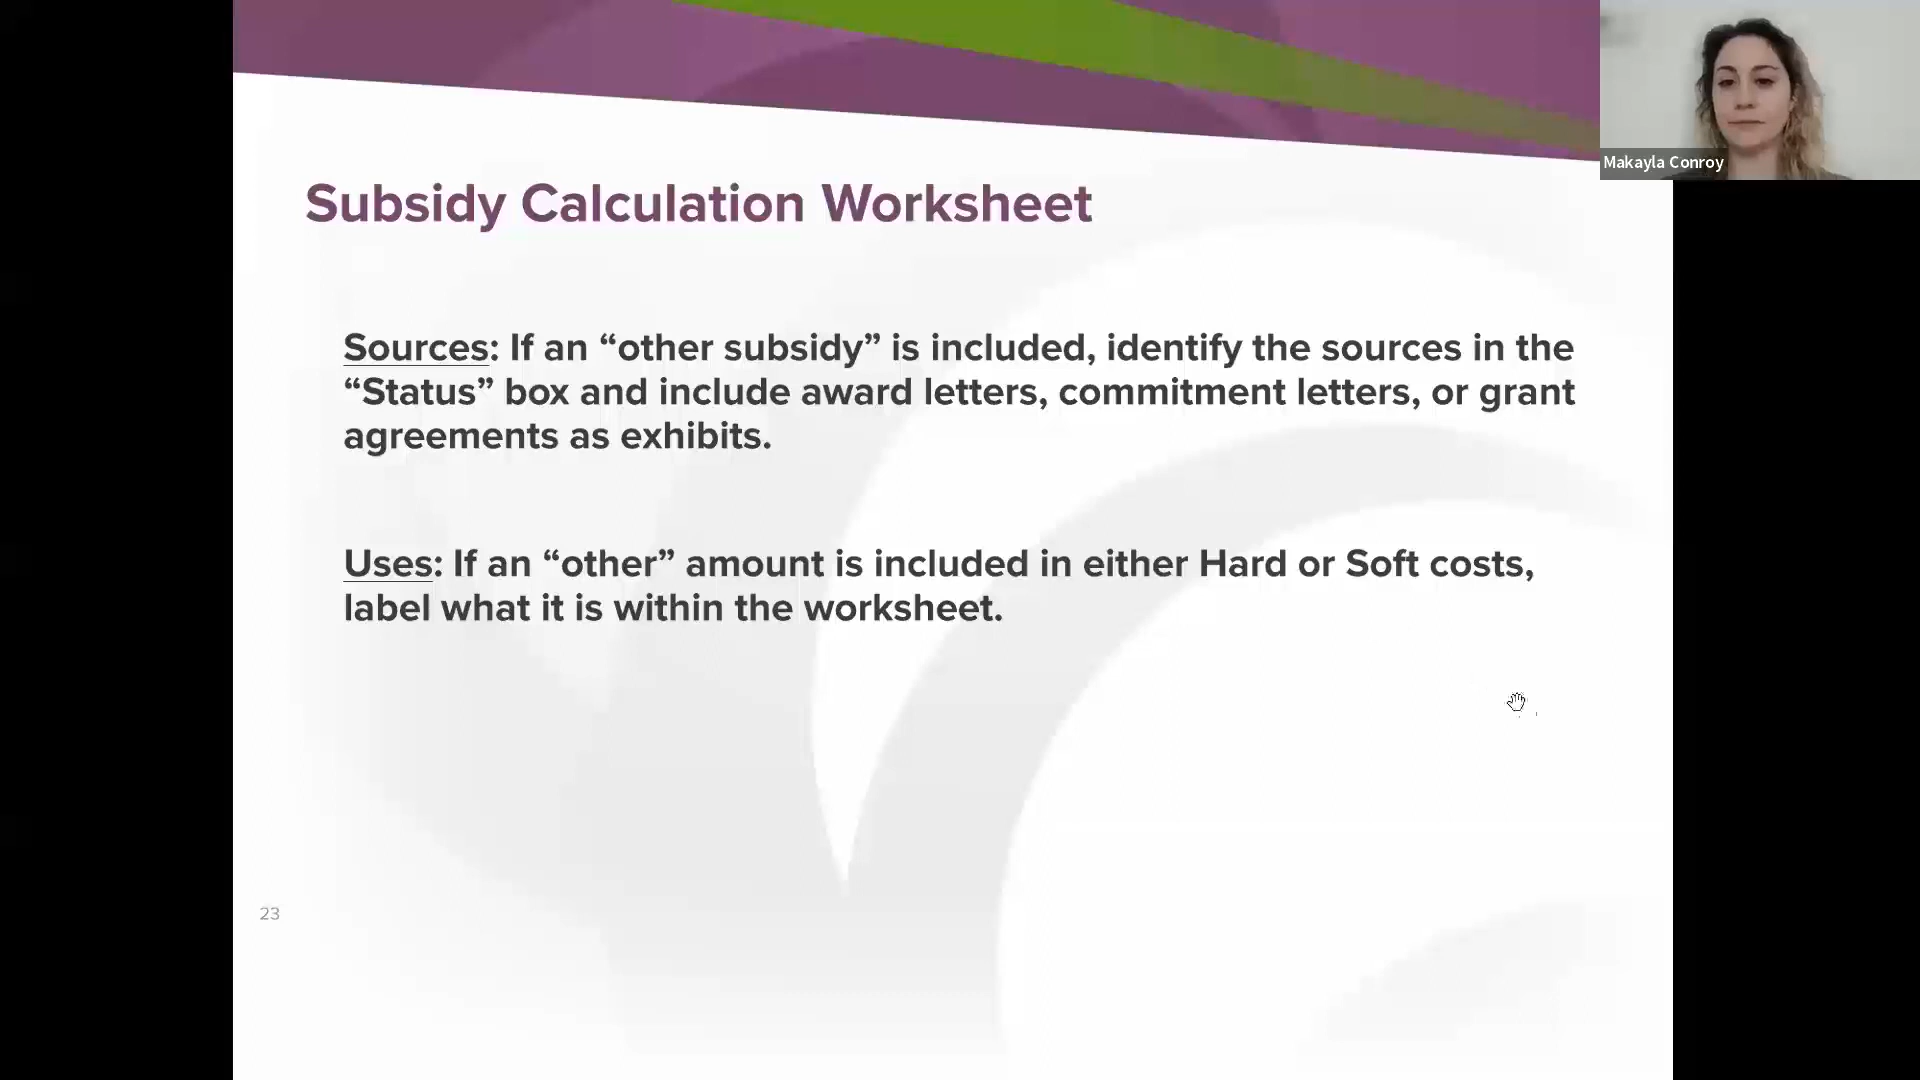 Makayla Conroy
Subsidy Calculation Worksheet
Sources: If an “other subsidy” is included, identify the sources in the
“Status” box and include award letters, commitment letters, or grant
agreements as exhibits.
Uses: If an “other” amount is included in either Hard or Soft costs,
label what it is within the worksheet.
23